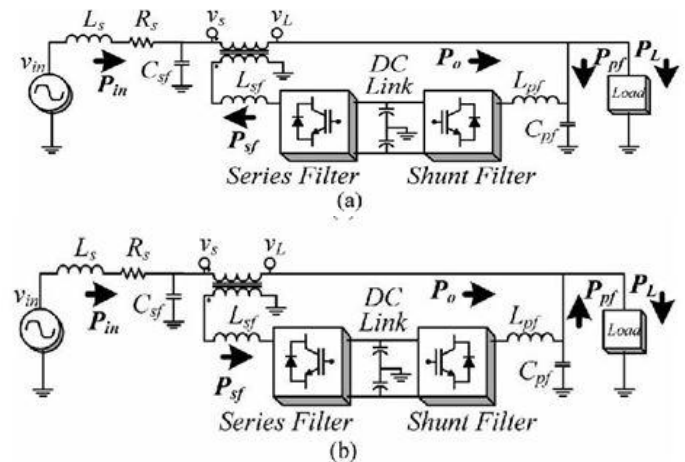 L_s R_s v_s v_L
v_in P_in C_sf P_o P_pf P_L
L_sf DC Link L_pf Load
P_sf C_pf
Series Filter Shunt Filter
(a)
L_s R_s v_s v_L
v_in P_in C_sf P_o P_pf P_L
L_sf DC Link L_pf Load
P_sf C_pf
Series Filter Shunt Filter
(b)